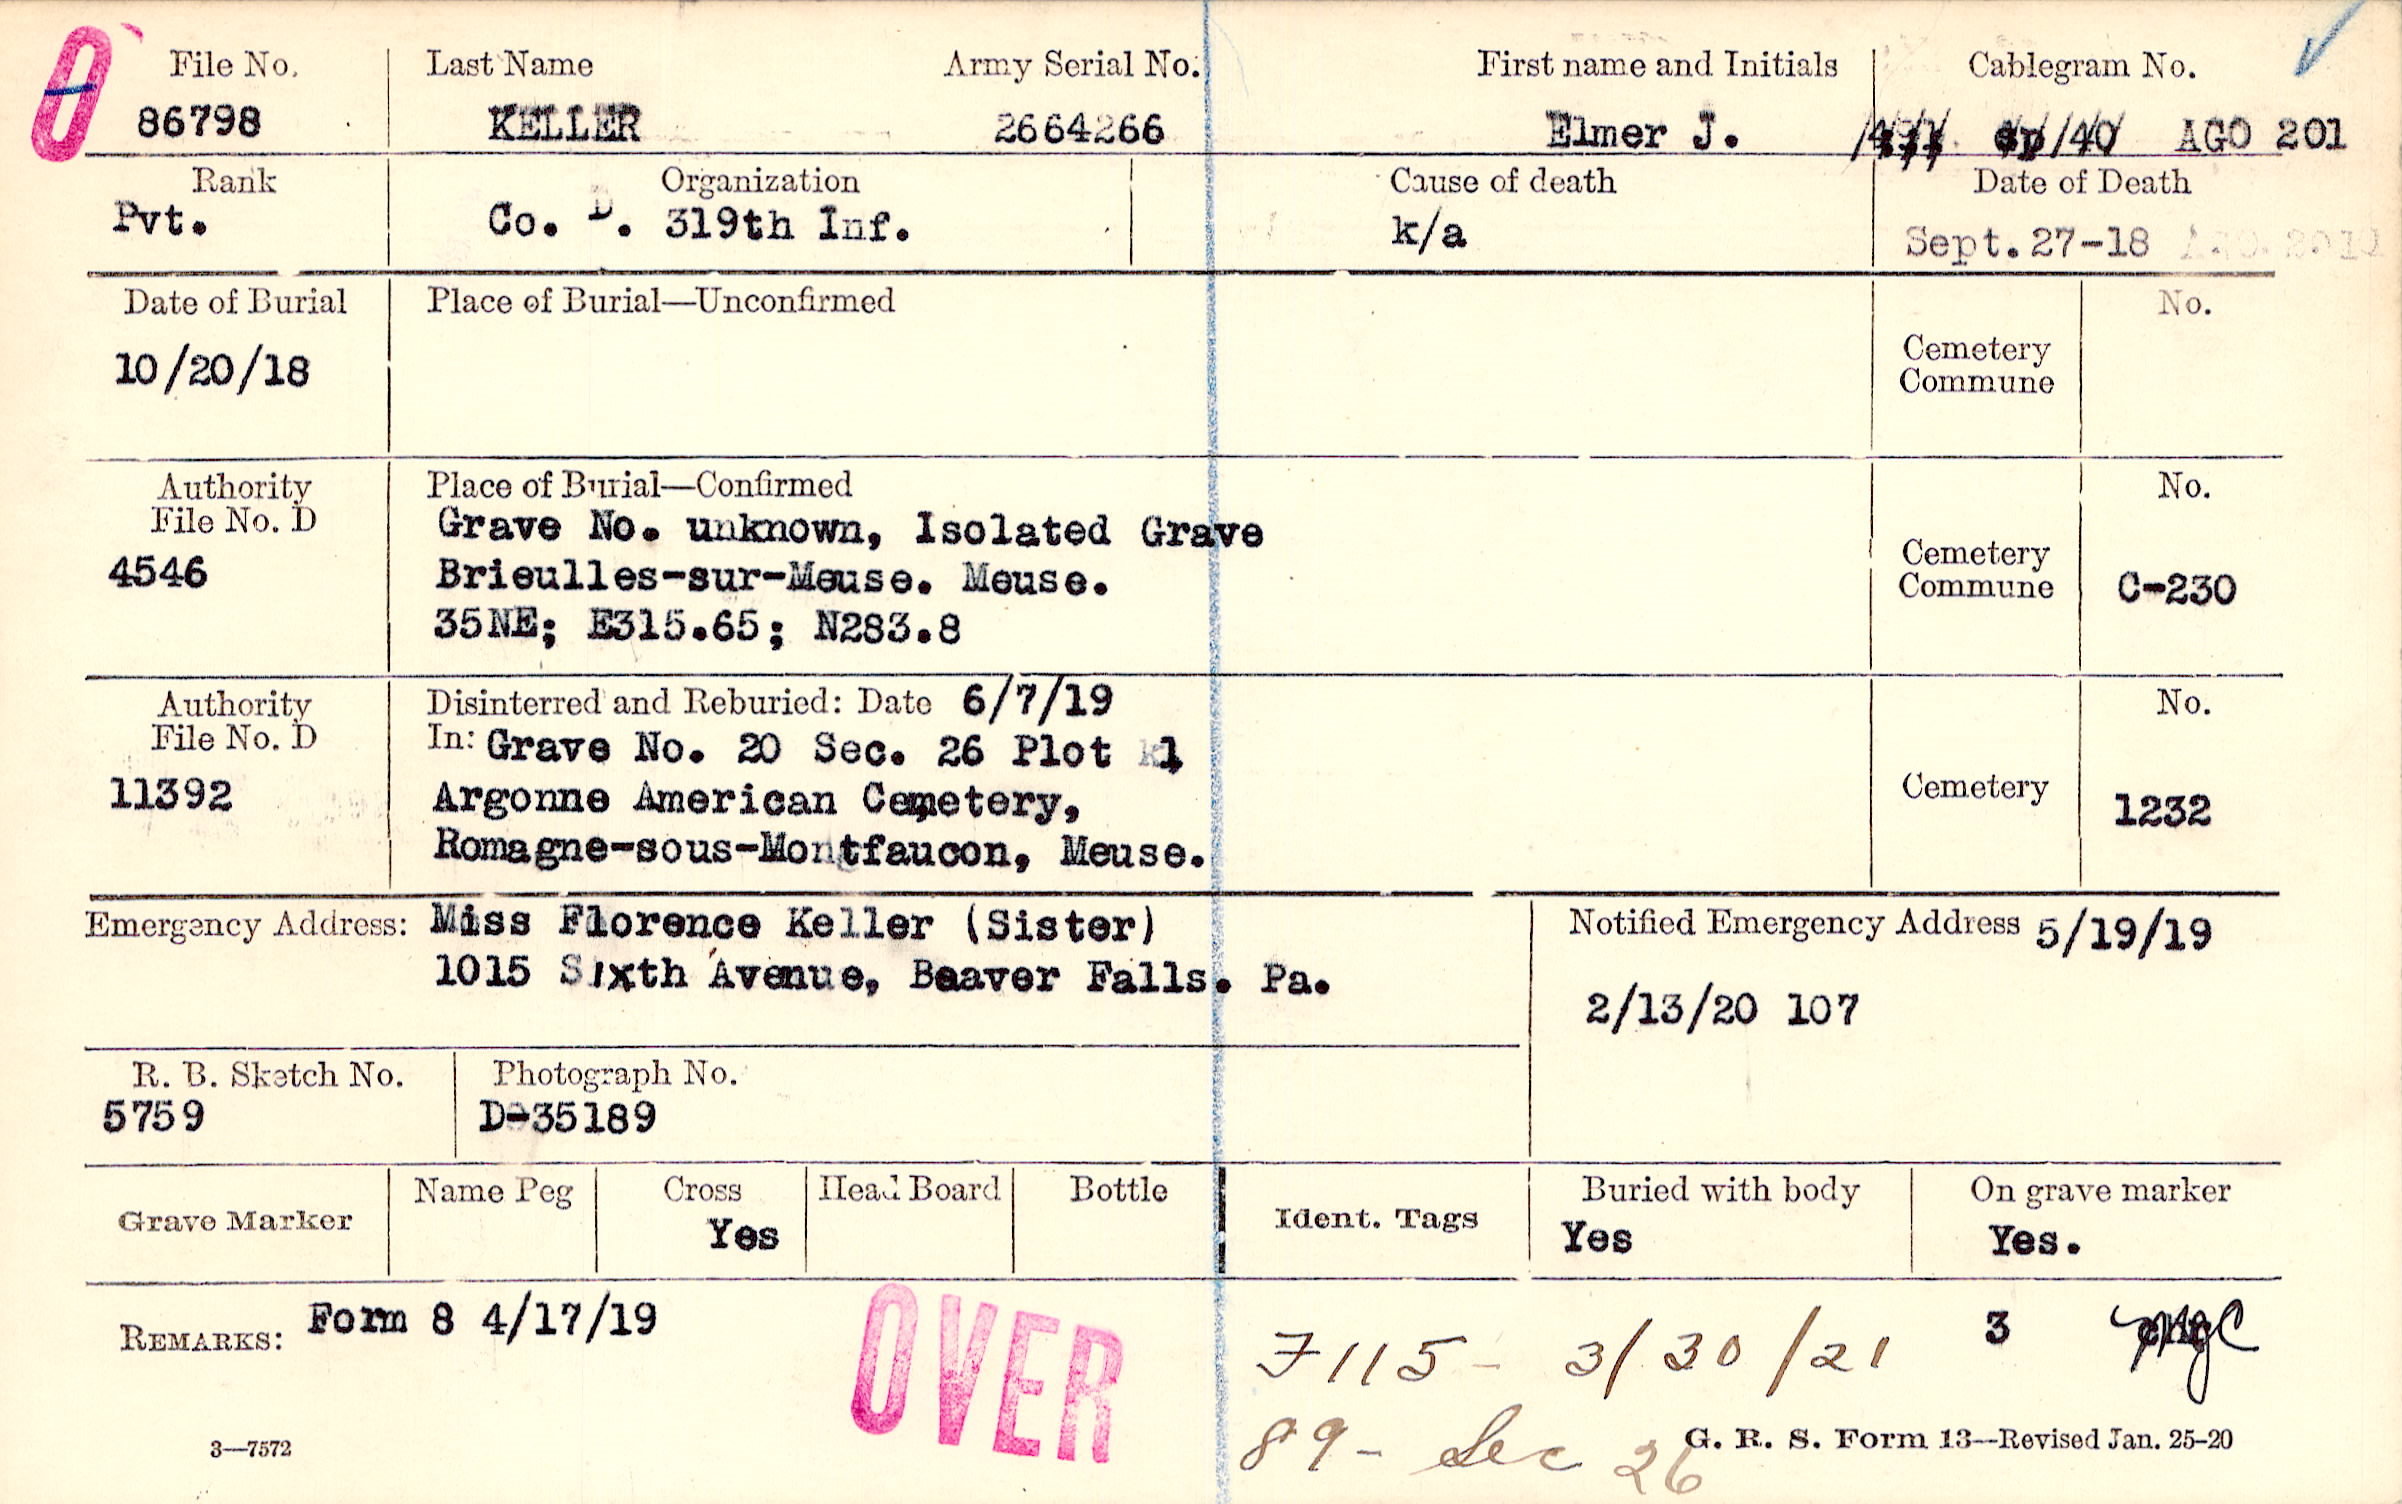 0
File No. Last Name Army Serial No. First name and Initials Cablegram No.
86798 KELLER 2664266 Elmer J. AGO 201
Rank Organization Cause of death Date of Death
Pvt. Co. D. 319th Inf. k/a Sept.27-18
Date of Burial Place of Burial—Unconfirmed No.
10/20/18 Cemetery
Commune
Authority Place of Burial—Confirmed No.
File No. D Grave No. unknown, Isolated Grave
4546 Brieulles-sur-Meuse. Meuse. Cemetery
Commune C-230
35NE; E315.65; N283.8
Authority Disinterred and Reburied: Date 6/7/19 No.
File No. D In: Grave No. 20 Sec. 26 Plot 1
11392 Argonne American Cemetery, Cemetery 1232
Romagne-sous-Montfaucon, Meuse.
Emergency Address: Miss Florence Keller (Sister) Notified Emergency Address 5/19/19
1015 Sixth Avenue, Beaver Falls. Pa.
2/13/20 107
R. B. Sketch No. Photograph No.
5759 D-35189
Grave Marker Name Peg Cross Head Board Bottle Ident. Tags Buried with body On grave marker
Yes Yes Yes.
REMARKS: Form 8 4/17/19 3
OVER
7115- 3/30/21
89- Sec 26
3—7572 G. R. S. Form 13—Revised Jan. 25-20